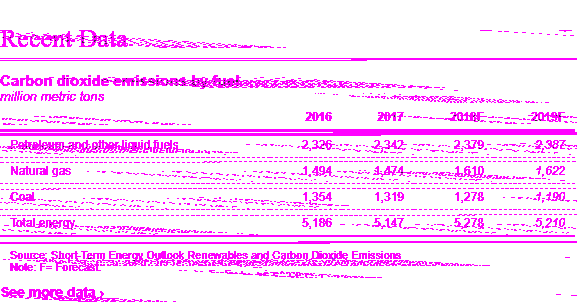 Recent Data
Carbon dioxide emissions by fuel
million metric tons
2016 2017 2018F 2019F
Petroleum and other liquid fuels 2,326 2,342 2,379 2,387
Natural gas 1,494 1,474 1,610 1,622
Coal 1,354 1,319 1,278 1,190
Total energy 5,186 5,147 5,278 5,210
Source: Short-Term Energy Outlook Renewables and Carbon Dioxide Emissions
Note: F= Forecast.
See more data ›